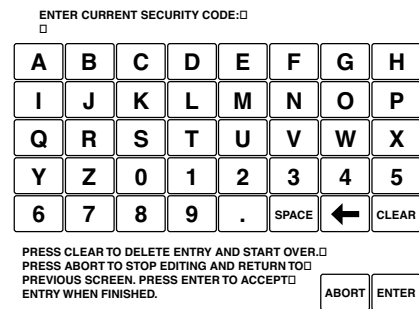 ENTER CURRENT SECURITY CODE:□
□
A B C D E F G H
I J K L M N O P
Q R S T U V W X
Y Z 0 1 2 3 4 5
6 7 8 9 . SPACE ← CLEAR
PRESS CLEAR TO DELETE ENTRY AND START OVER.□
PRESS ABORT TO STOP EDITING AND RETURN TO□
PREVIOUS SCREEN. PRESS ENTER TO ACCEPT□
ENTRY WHEN FINISHED.
ABORT ENTER